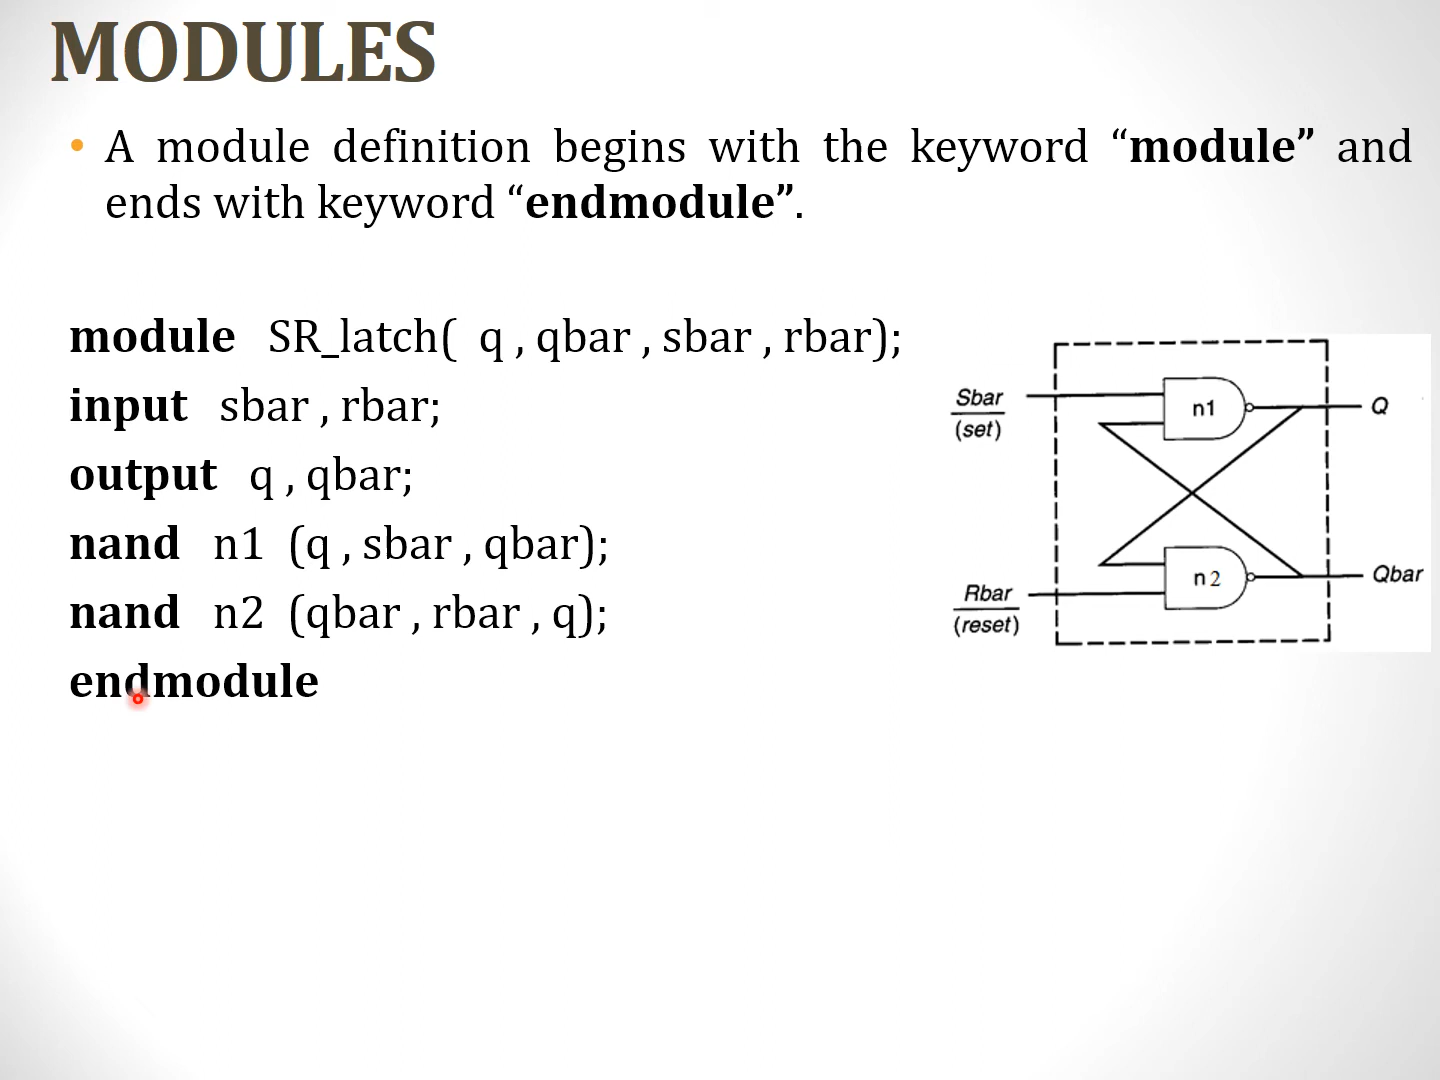 MODULES
• A module definition begins with the keyword “module” and
ends with keyword “endmodule”.
module SR_latch( q , qbar , sbar , rbar);
input sbar , rbar;
output q , qbar;
nand n1 (q , sbar , qbar);
nand n2 (qbar , rbar , q);
endmodule
Sbar
(set)
n1
Q
Rbar
(reset)
n2
Qbar